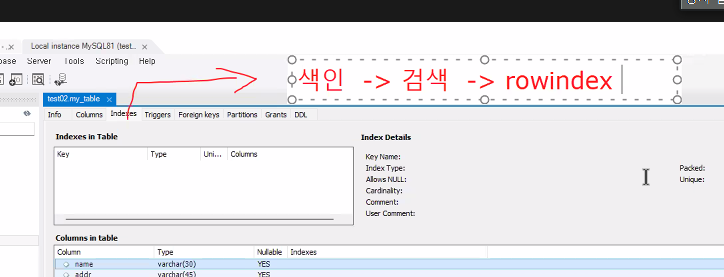 Local instance MySQL81 (test...
Server Tools Scripting Help
색인 -> 검색 -> rowindex
test02.my_table
Info Columns Indexes Triggers Foreign keys Partitions Grants DDL
Indexes in Table
Key Type Uni... Columns
Index Details
Key Name:
Index Type: Packed:
Allows NULL: Unique:
Cardinality:
Comment:
User Comment:
Columns in table
Column Type Nullable Indexes
name varchar(30) YES
addr varchar(45) YES